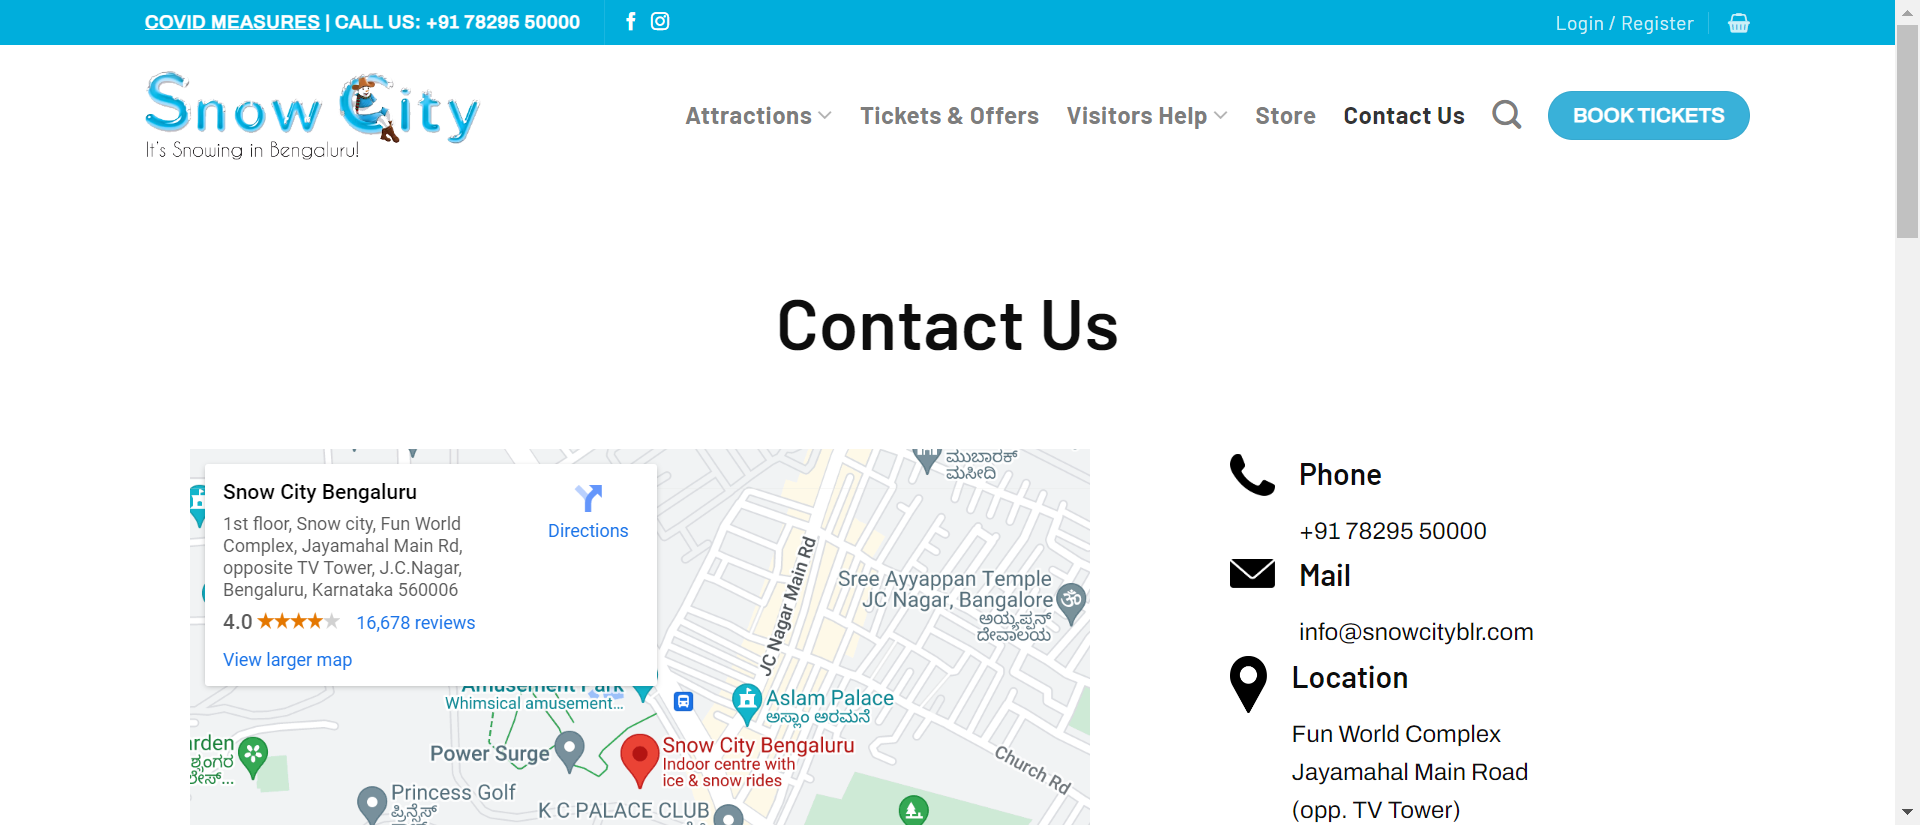 COVID MEASURES | CALL US: +91 78295 50000
Login / Register
Snow City
It's Snowing in Bengaluru!
Attractions
Tickets & Offers
Visitors Help
Store
Contact Us
BOOK TICKETS
Contact Us
Snow City Bengaluru
1st floor, Snow city, Fun World
Complex, Jayamahal Main Rd,
opposite TV Tower, J.C.Nagar,
Bengaluru, Karnataka 560006
Directions
4.0
16,678 reviews
View larger map
ಮುಬಾರಕ್
ಮಸೀದಿ
JC Nagar Main Rd
Sree Ayyappan Temple
JC Nagar, Bangalore
ಅಯ್ಯಪ್ಪನ್
ದೇವಾಲಯ
Amusement Park
Whimsical amusement...
Aslam Palace
ಅಸ್ಲಾಂ ಅರಮನೆ
Power Surge
Snow City Bengaluru
Indoor centre with
ice & snow rides
Church Rd
Princess Golf
ಪ್ರಿನ್ಸೆಸ್
K C PALACE CLUB
Phone
+91 78295 50000
Mail
info@snowcityblr.com
Location
Fun World Complex
Jayamahal Main Road
(opp. TV Tower)